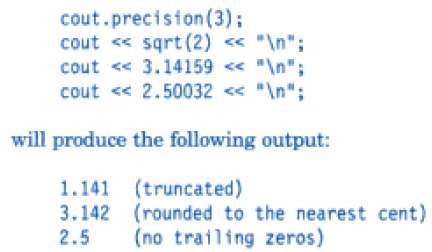 cout.precision(3);
cout << sqrt(2) << "\n";
cout << 3.14159 << "\n";
cout << 2.50032 << "\n";
will produce the following output:
1.141 (truncated)
3.142 (rounded to the nearest cent)
2.5 (no trailing zeros)